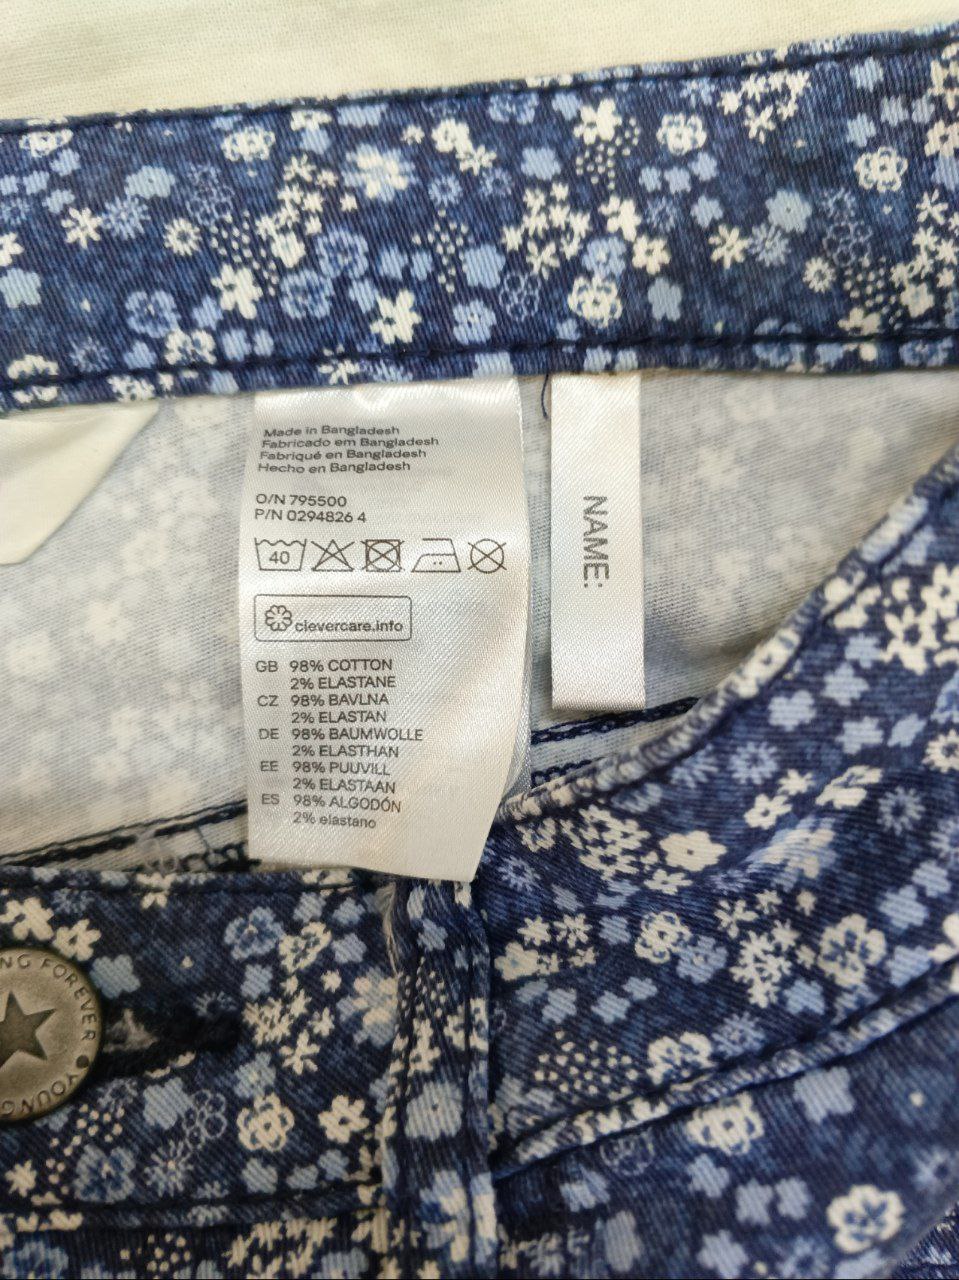 Made in Bangladesh
Fabricado em Bangladesh
Fabriqué en Bangladesh
Hecho en Bangladesh
O/N 795500
P/N 0294826 4
40
clevercare.info
GB 98% COTTON
2% ELASTANE
CZ 98% BAVLNA
2% ELASTAN
DE 98% BAUMWOLLE
2% ELASTHAN
EE 98% PUUVILL
2% ELASTAAN
ES 98% ALGODÓN
2% elastano
NAME:
NG FOREVER • YOUNG